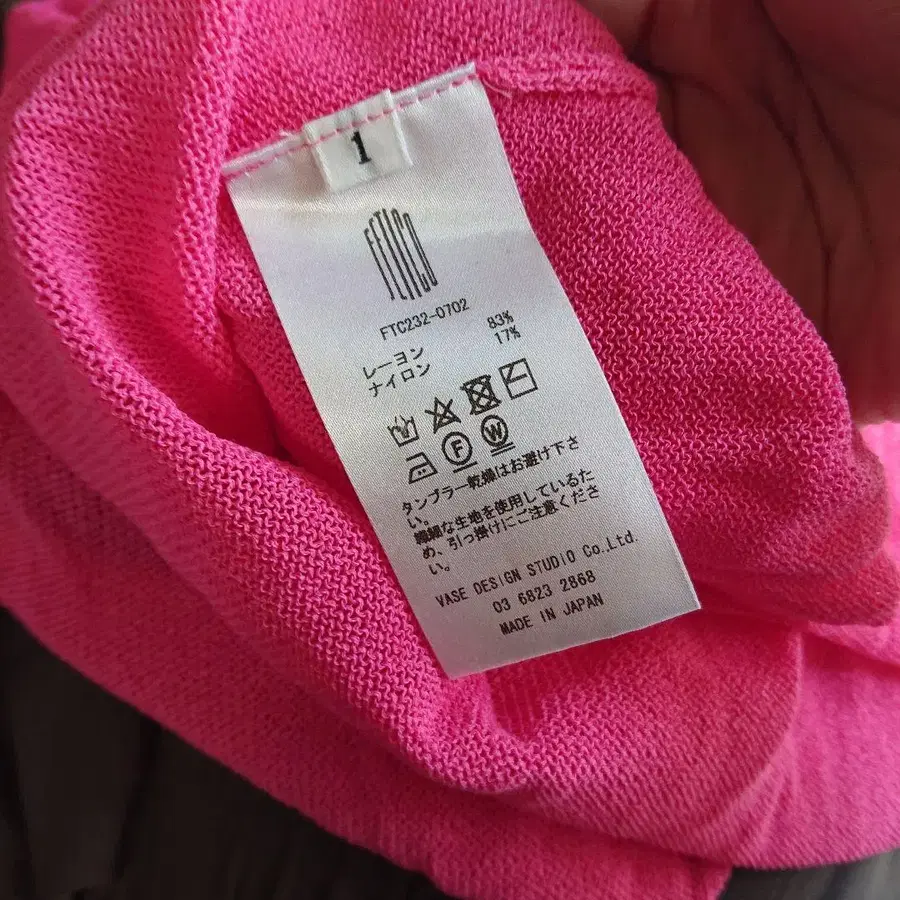 1
FETICO
FTC232-0702
レーヨン 83%
ナイロン 17%
F
W
タンブラー乾燥はお避け下さ
い。
繊細な生地を使用しているた
め、引っ掛けにご注意くださ
い。
VASE DESIGN STUDIO Co.,Ltd.
03 6823 2868
MADE IN JAPAN